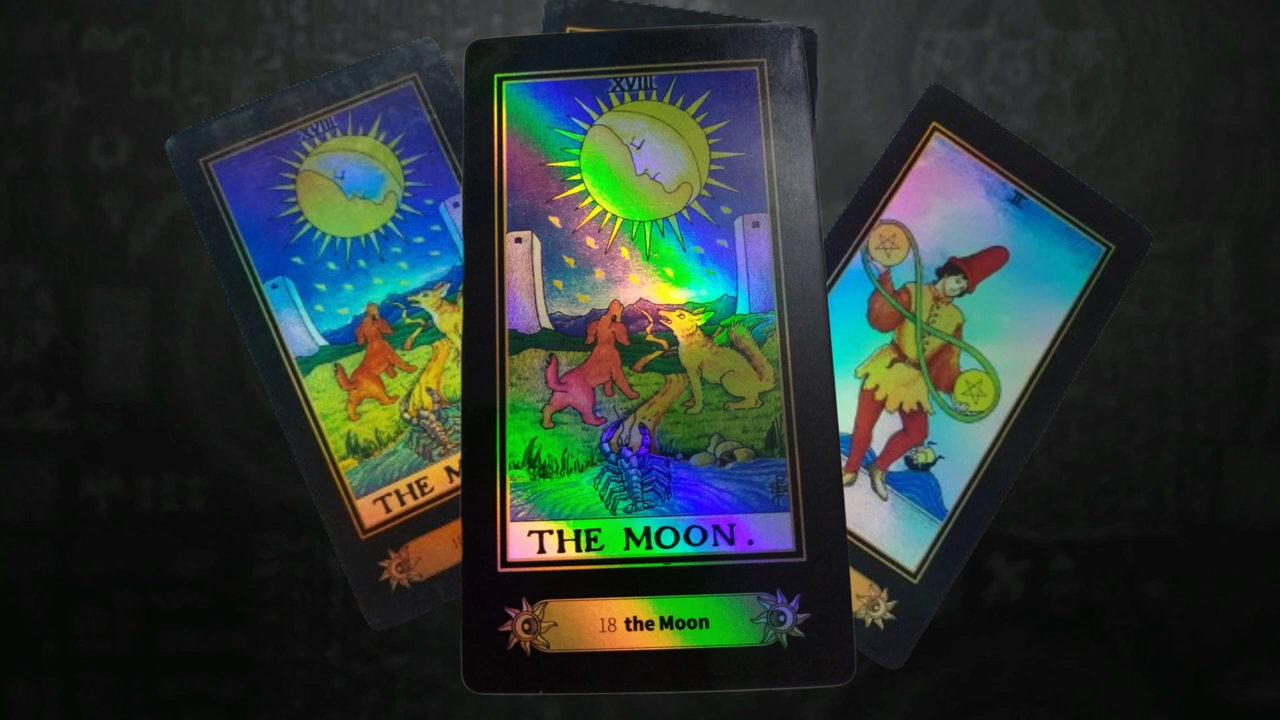 XVIII
THE M
XVIII
THE MOON.
18 the Moon
II